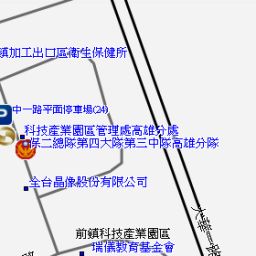 鎮加工出口區衛生保健所
P
中一路平面停車場(24)
科技產業園區管理處高雄分處
保二總隊第四大隊第三中隊高雄分隊
全台晶像股份有限公司
前鎮科技產業園區
瑞儀教育基金會